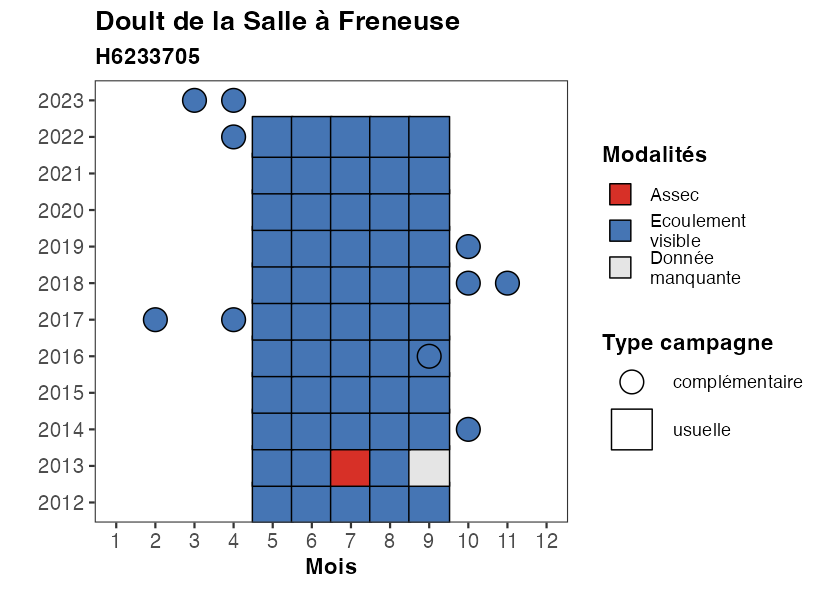 Doult de la Salle à Freneuse
H6233705
2023
2022
2021
2020
2019
2018
2017
2016
2015
2014
2013
2012
1 2 3 4 5 6 7 8 9 10 11 12
Mois
Modalités
Assec
Ecoulement
visible
Donnée
manquante
Type campagne
complémentaire
usuelle